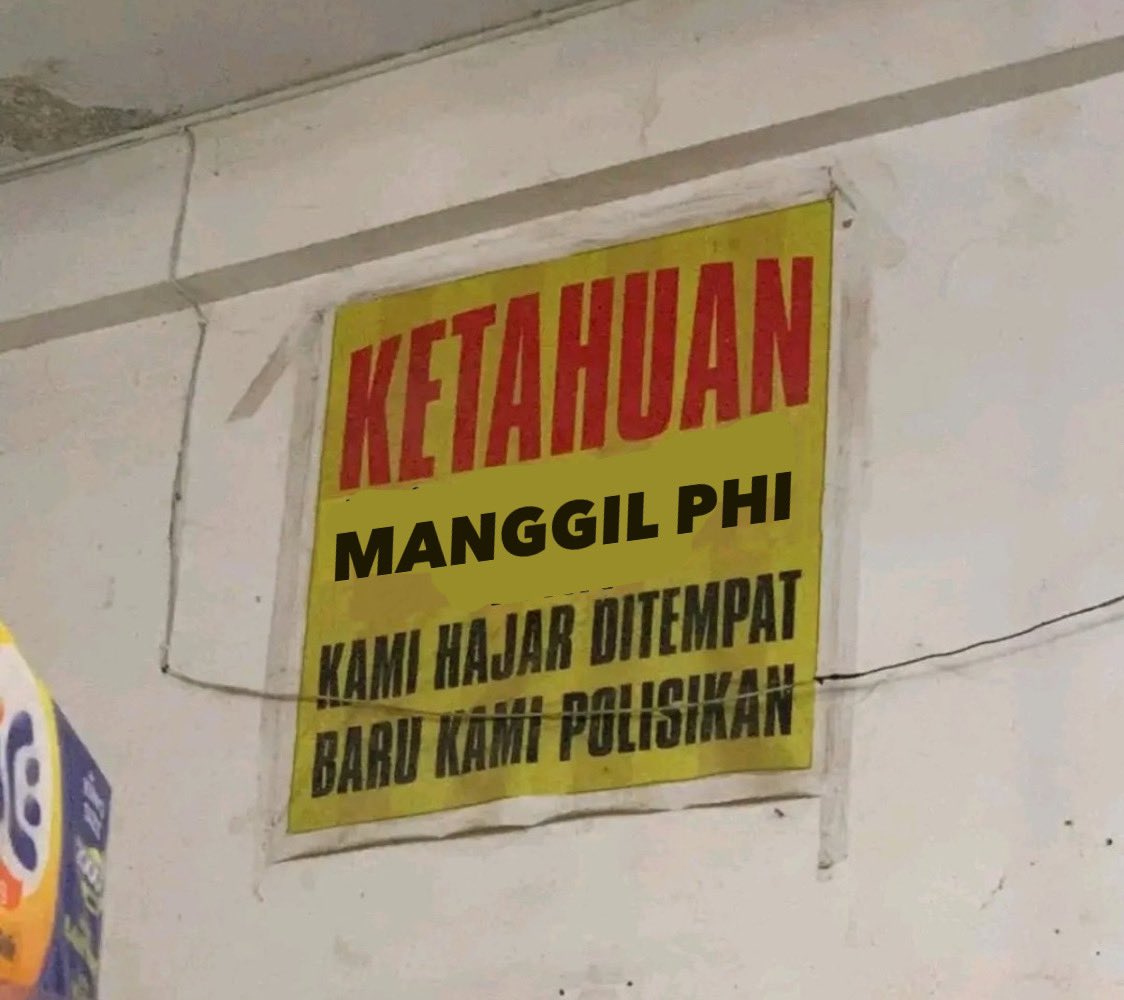 KETAHUAN
MANGGIL PHI
KAMI HAJAR DITEMPAT
BARU KAMI POLISIKAN